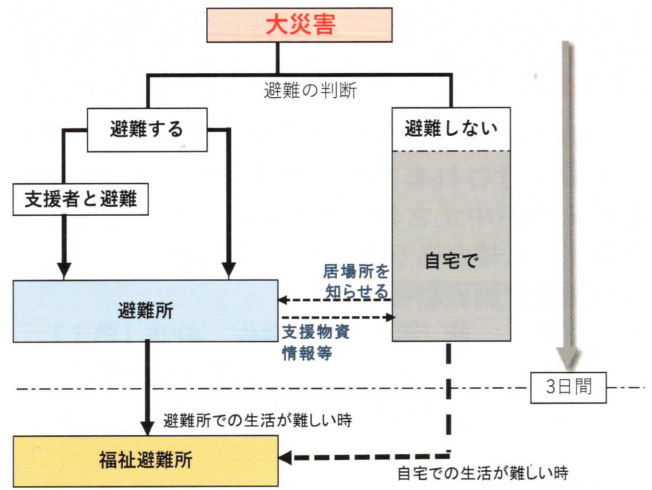 大災害
避難の判断
避難する
避難しない
支援者と避難
自宅で
居場所を
知らせる
避難所
支援物資
情報等
3日間
避難所での生活が難しい時
福祉避難所
自宅での生活が難しい時